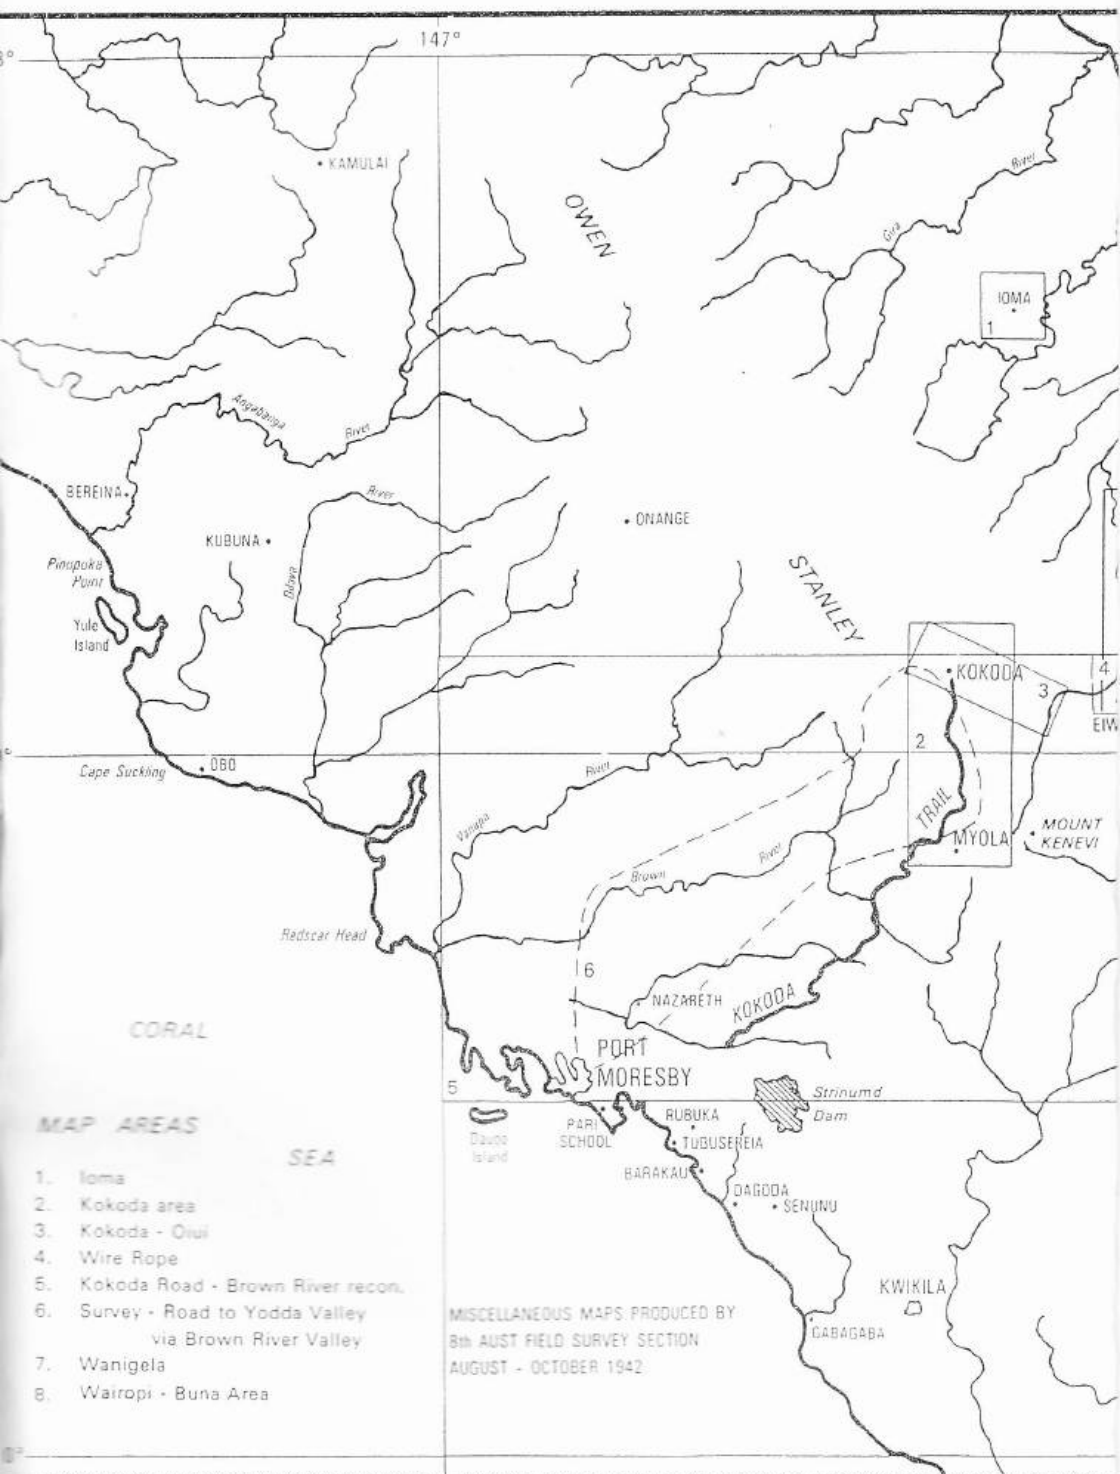 147°
8°
KAMULAI
OWEN
River
Gira
IOMA
1
Angabanga
River
BEREINA
River
KUBUNA
ONANGE
Pinupoka
Point
Biluva
STANLEY
Yule
Island
KOKODA
3
4
2
Cape Suckling
OBO
River
Vanapa
TRAIL
MYOLA
MOUNT
KENEVI
Brown
River
Redscar Head
6
NAZARETH
KOKODA
CORAL
PORT
MORESBY
5
Strinumd
Dam
PARI
SCHOOL
RUBUKA
TUBUSEREIA
Island
BARAKAU
DAGODA
SENUNU
SEA
MAP AREAS
1. Ioma
2. Kokoda area
3. Kokoda - Oiui
4. Wire Rope
5. Kokoda Road - Brown River recon.
6. Survey - Road to Yodda Valley
via Brown River Valley
7. Wanigela
8. Wairopi - Buna Area
KWIKILA
GABAGABA
MISCELLANEOUS MAPS PRODUCED BY
8th AUST FIELD SURVEY SECTION
AUGUST - OCTOBER 1942